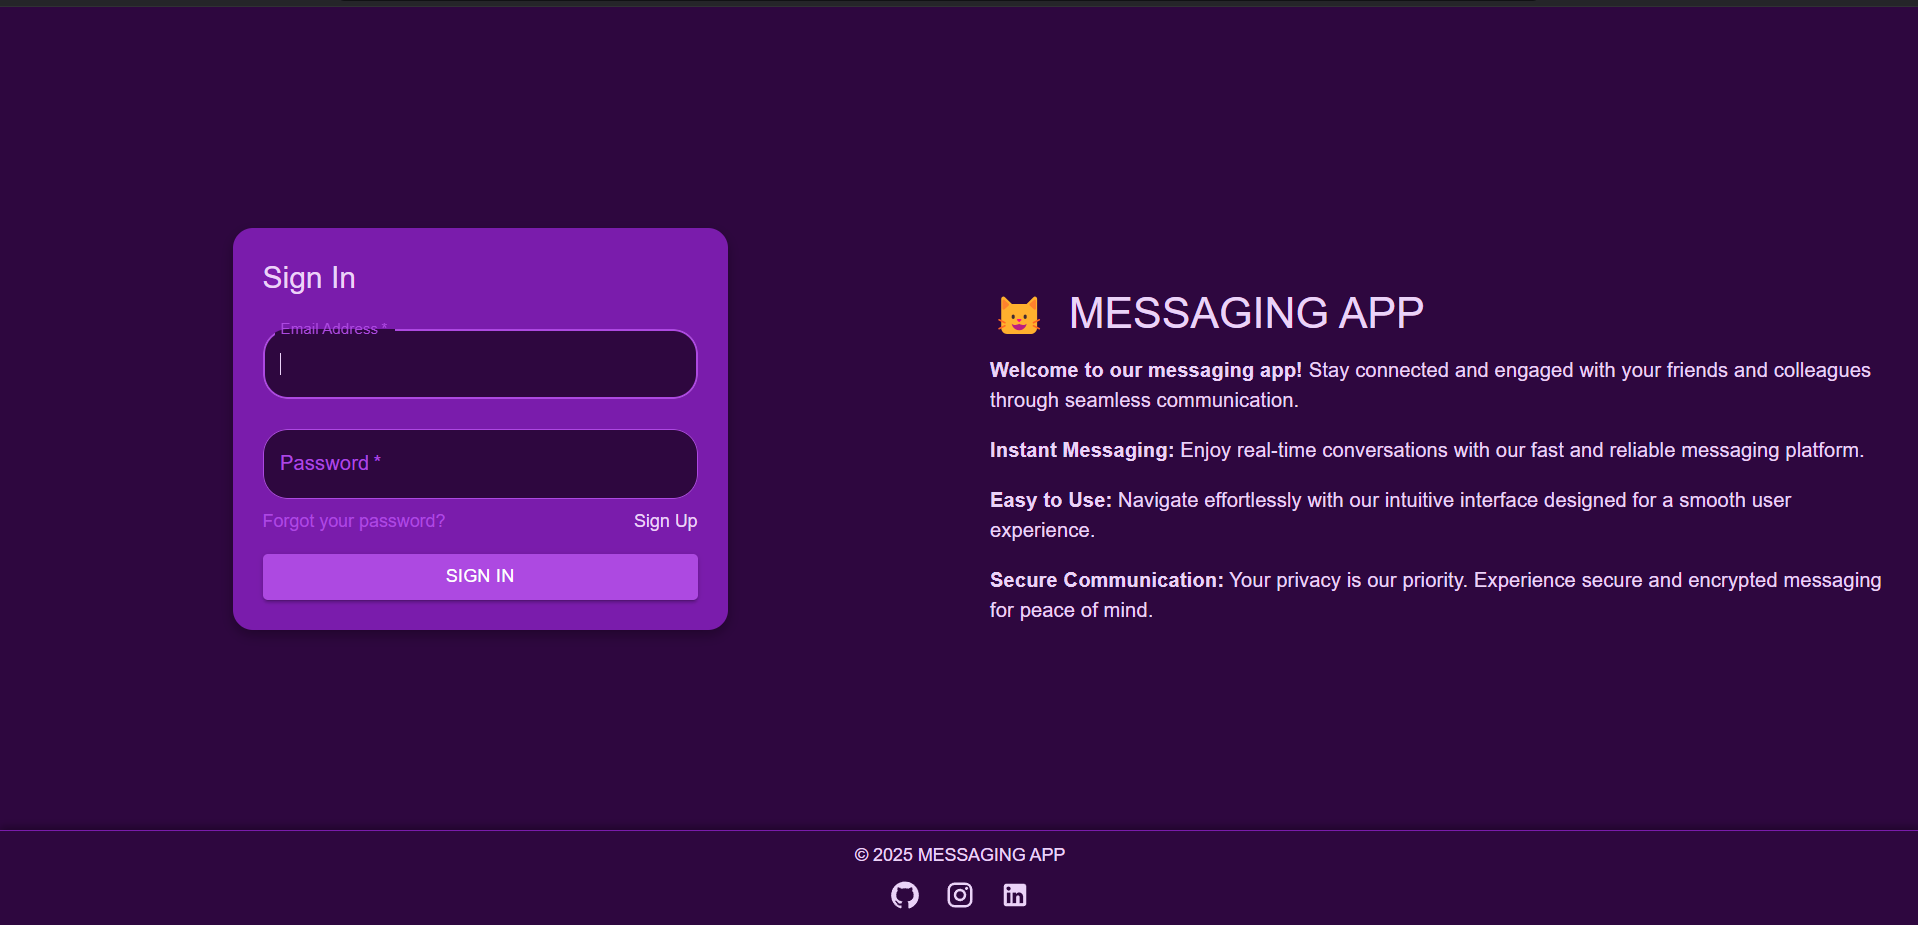 Sign In
Email Address *
Password *
Forgot your password?
Sign Up
SIGN IN
MESSAGING APP
Welcome to our messaging app! Stay connected and engaged with your friends and colleagues
through seamless communication.
Instant Messaging: Enjoy real-time conversations with our fast and reliable messaging platform.
Easy to Use: Navigate effortlessly with our intuitive interface designed for a smooth user
experience.
Secure Communication: Your privacy is our priority. Experience secure and encrypted messaging
for peace of mind.
© 2025 MESSAGING APP
in